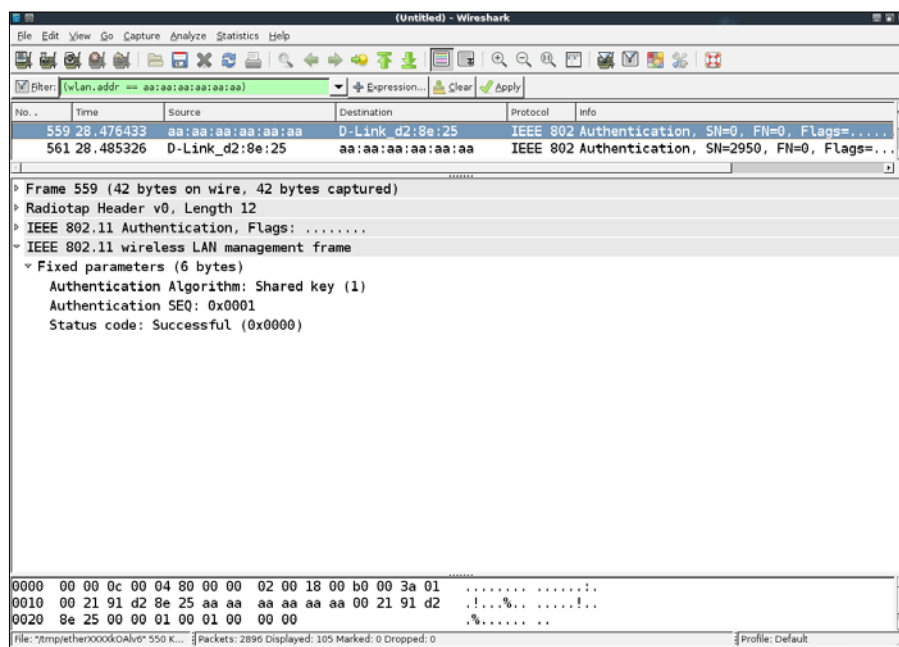 (Untitled) - Wireshark
File Edit View Go Capture Analyze Statistics Help
Filter: (wlan.addr == aa:aa:aa:aa:aa:aa) Expression... Clear Apply
No. . Time Source Destination Protocol Info
559 28.476433 aa:aa:aa:aa:aa:aa D-Link_d2:8e:25 IEEE 802 Authentication, SN=0, FN=0, Flags=.....
561 28.485326 D-Link_d2:8e:25 aa:aa:aa:aa:aa:aa IEEE 802 Authentication, SN=2950, FN=0, Flags=...
Frame 559 (42 bytes on wire, 42 bytes captured)
Radiotap Header v0, Length 12
IEEE 802.11 Authentication, Flags: ........
IEEE 802.11 wireless LAN management frame
Fixed parameters (6 bytes)
Authentication Algorithm: Shared key (1)
Authentication SEQ: 0x0001
Status code: Successful (0x0000)
0000 00 00 0c 00 04 80 00 00 02 00 18 00 b0 00 3a 01 ........ ......:.
0010 00 21 91 d2 8e 25 aa aa aa aa aa aa 00 21 91 d2 .!...%.. .....!..
0020 8e 25 00 00 01 00 01 00 00 00 .%...... ..
File: "/tmp/etherXXXXkOAlv6" 550 K... Packets: 2896 Displayed: 105 Marked: 0 Dropped: 0 Profile: Default